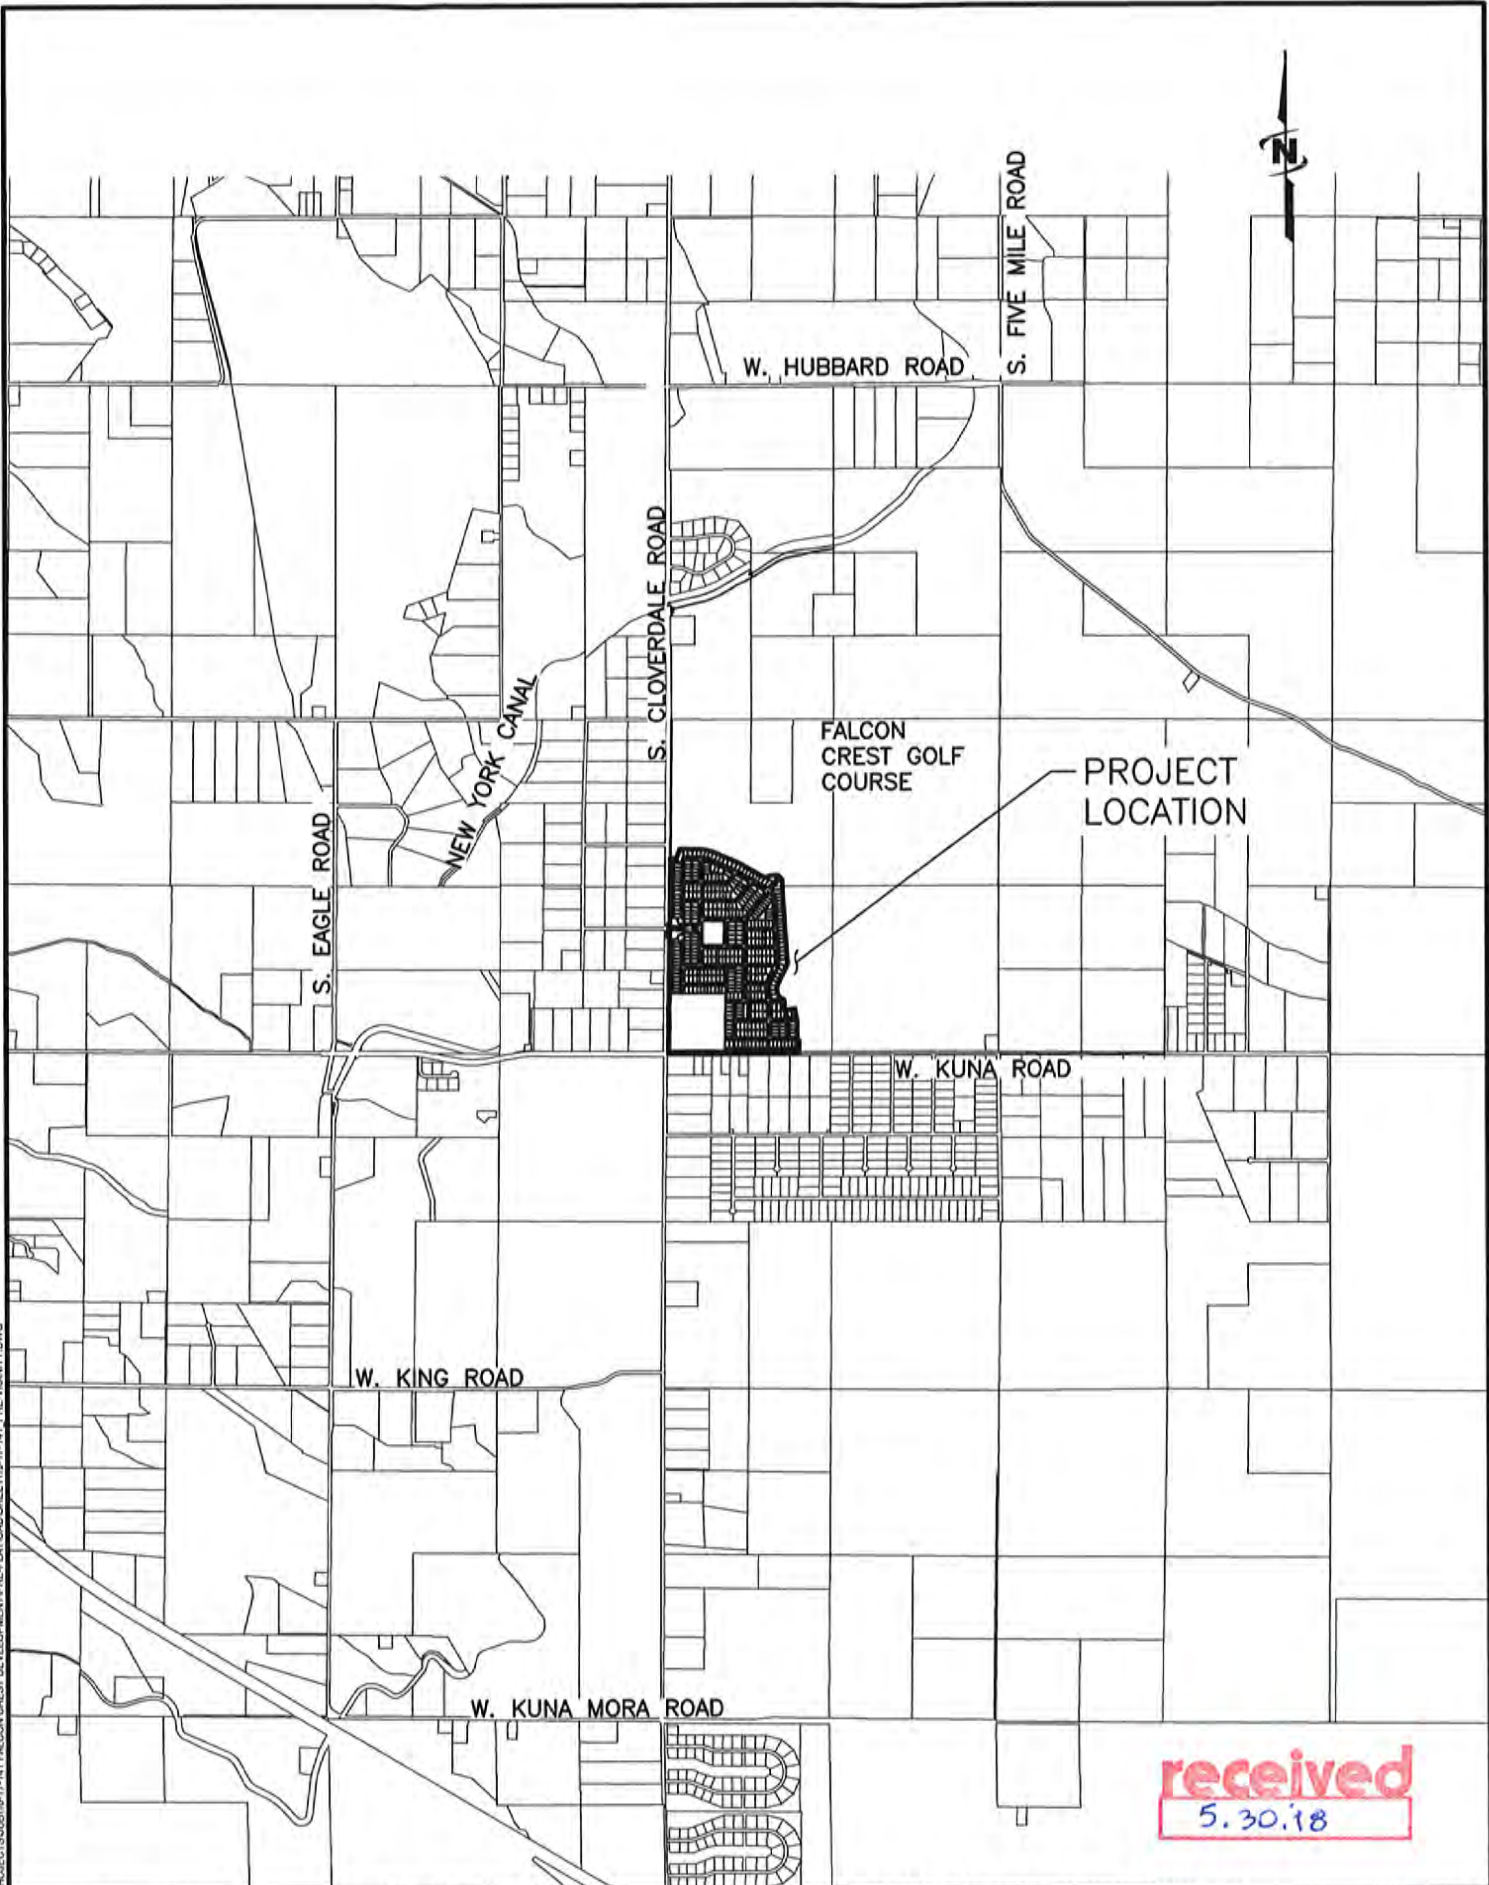 N
S. FIVE MILE ROAD
W. HUBBARD ROAD
S. CLOVERDALE ROAD
NEW YORK CANAL
FALCON
CREST GOLF
COURSE
PROJECT
LOCATION
S. EAGLE ROAD
W. KUNA ROAD
W. KING ROAD
W. KUNA MORA ROAD
received
5.30.18